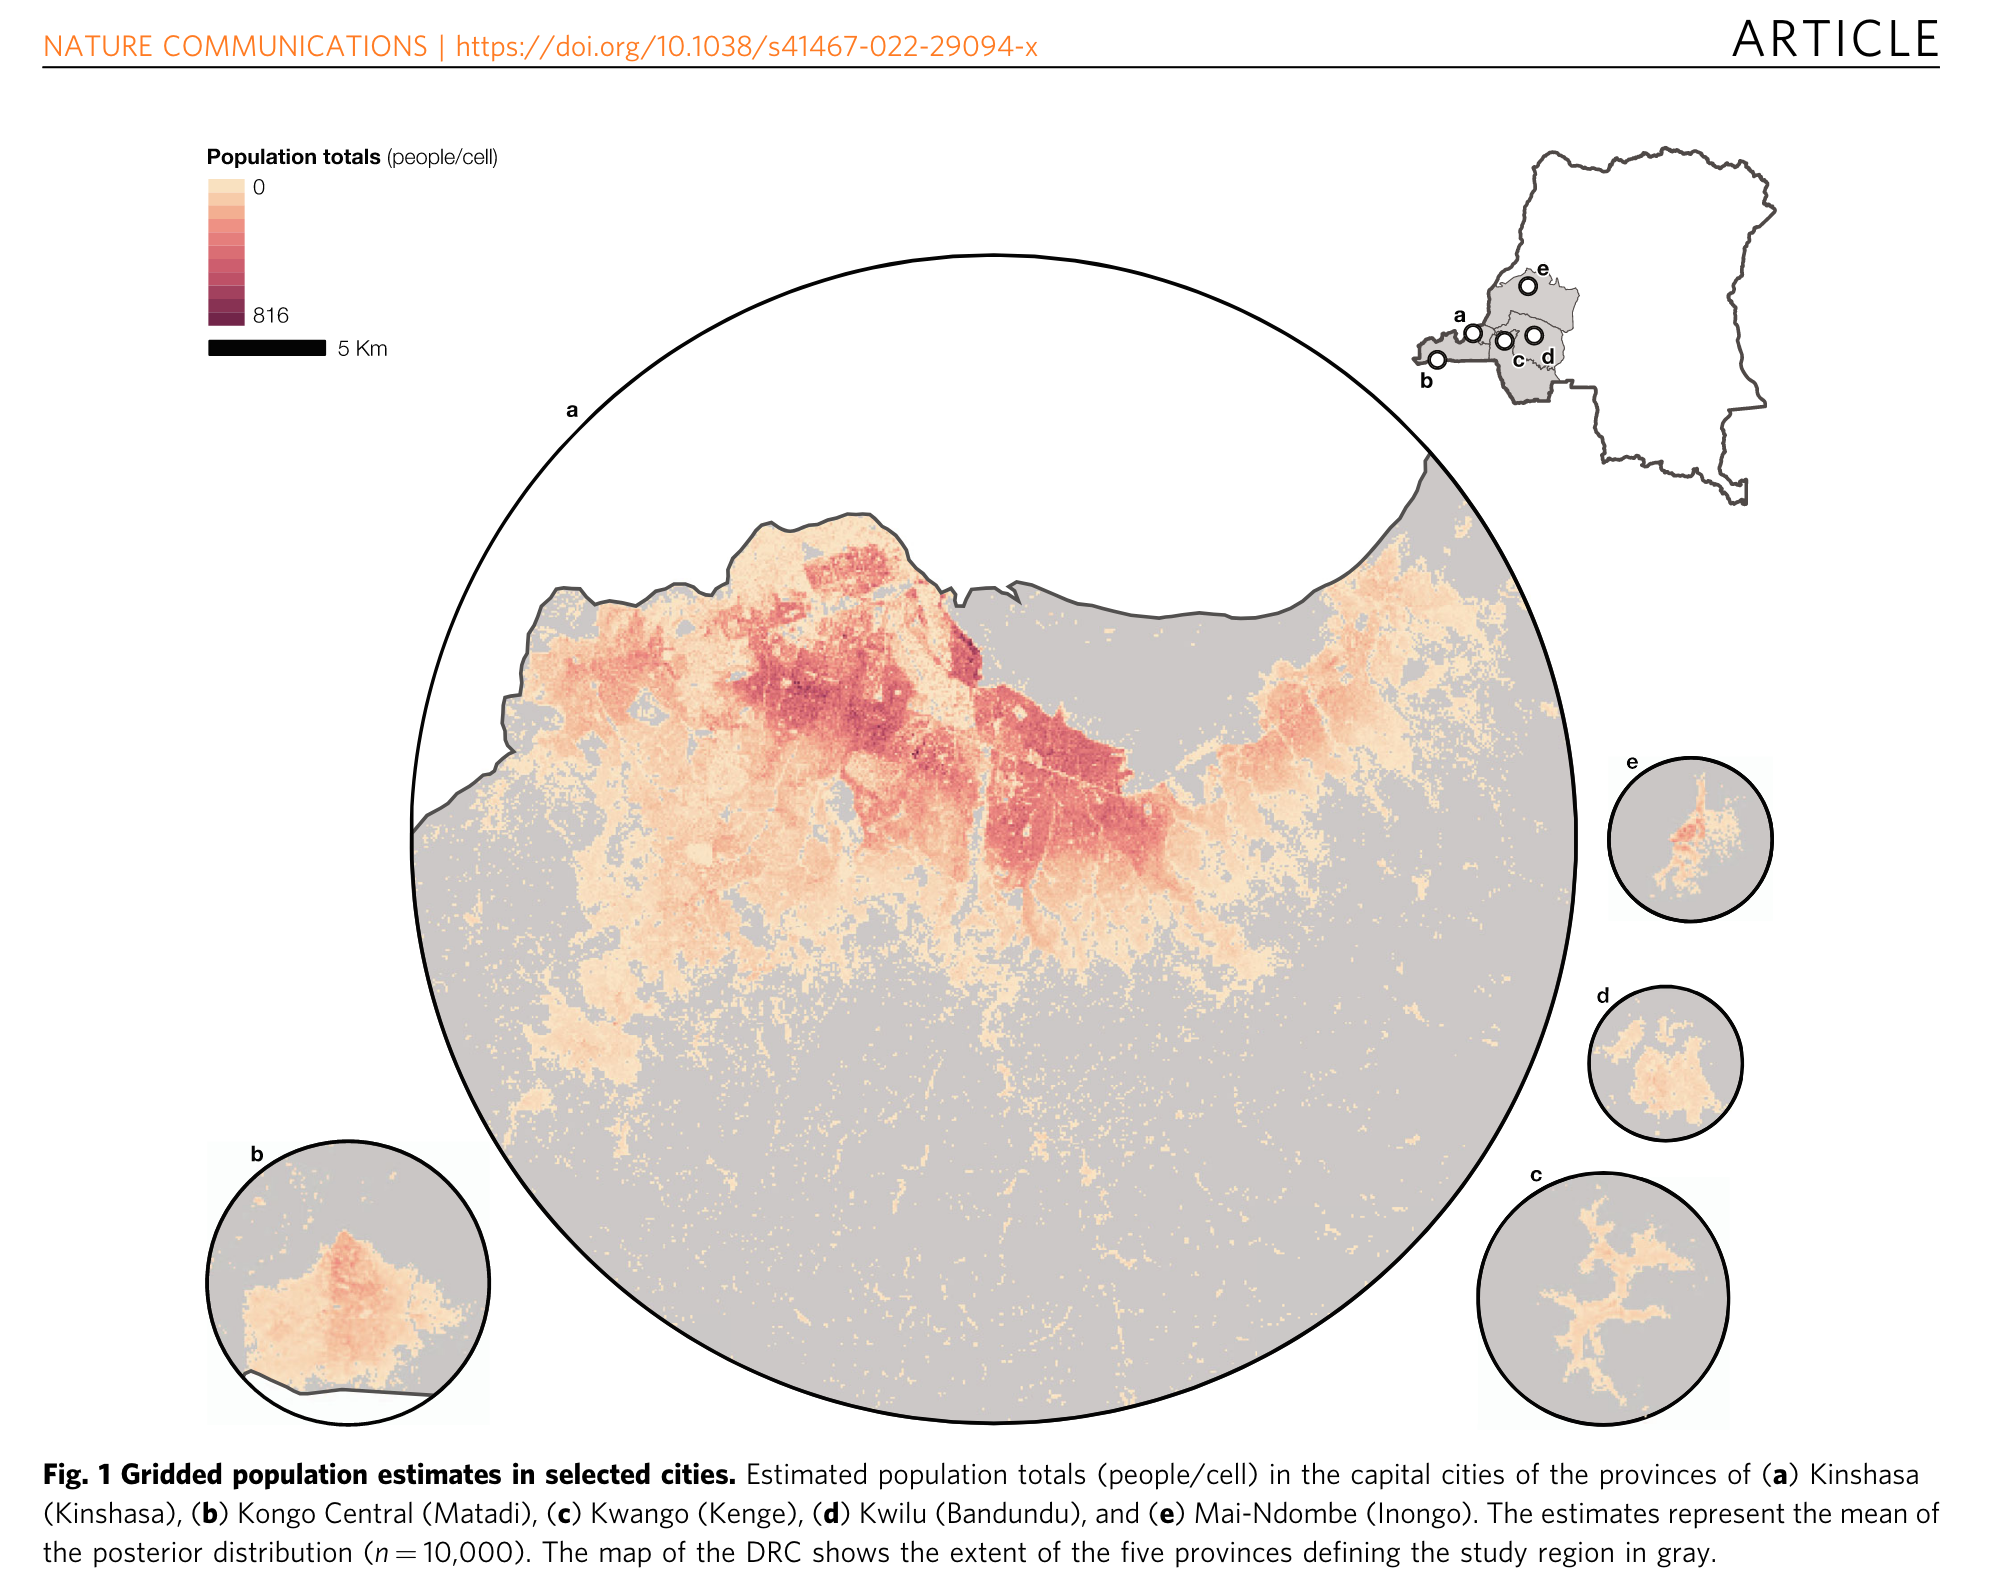 NATURE COMMUNICATIONS | https://doi.org/10.1038/s41467-022-29094-x
ARTICLE
Population totals (people/cell)
0
816
5 Km
a
b
c
d
e
a
e
d
c
b
Fig. 1 Gridded population estimates in selected cities. Estimated population totals (people/cell) in the capital cities of the provinces of (a) Kinshasa
(Kinshasa), (b) Kongo Central (Matadi), (c) Kwango (Kenge), (d) Kwilu (Bandundu), and (e) Mai-Ndombe (Inongo). The estimates represent the mean of
the posterior distribution (n = 10,000). The map of the DRC shows the extent of the five provinces defining the study region in gray.